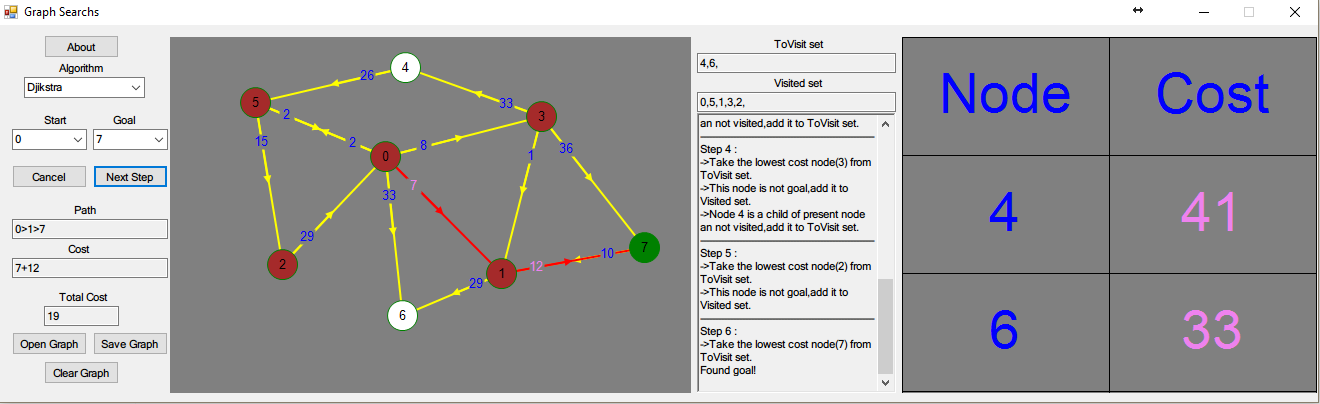 Graph Searchs
About
Algorithm
Djikstra
Start Goal
0 7
Cancel Next Step
Path
0>1>7
Cost
7+12
Total Cost
19
Open Graph Save Graph
Clear Graph
4
26
5
33
3
2
15
2
8
36
0
1
7
33
29
7
10
2
12
1
29
6
ToVisit set
4,6,
Visited set
0,5,1,3,2,
an not visited,add it to ToVisit set.
Step 4 :
->Take the lowest cost node(3) from
ToVisit set.
->This node is not goal,add it to
Visited set.
->Node 4 is a child of present node
an not visited,add it to ToVisit set.
Step 5 :
->Take the lowest cost node(2) from
ToVisit set.
->This node is not goal,add it to
Visited set.
Step 6 :
->Take the lowest cost node(7) from
ToVisit set.
Found goal!
Node Cost
4 41
6 33